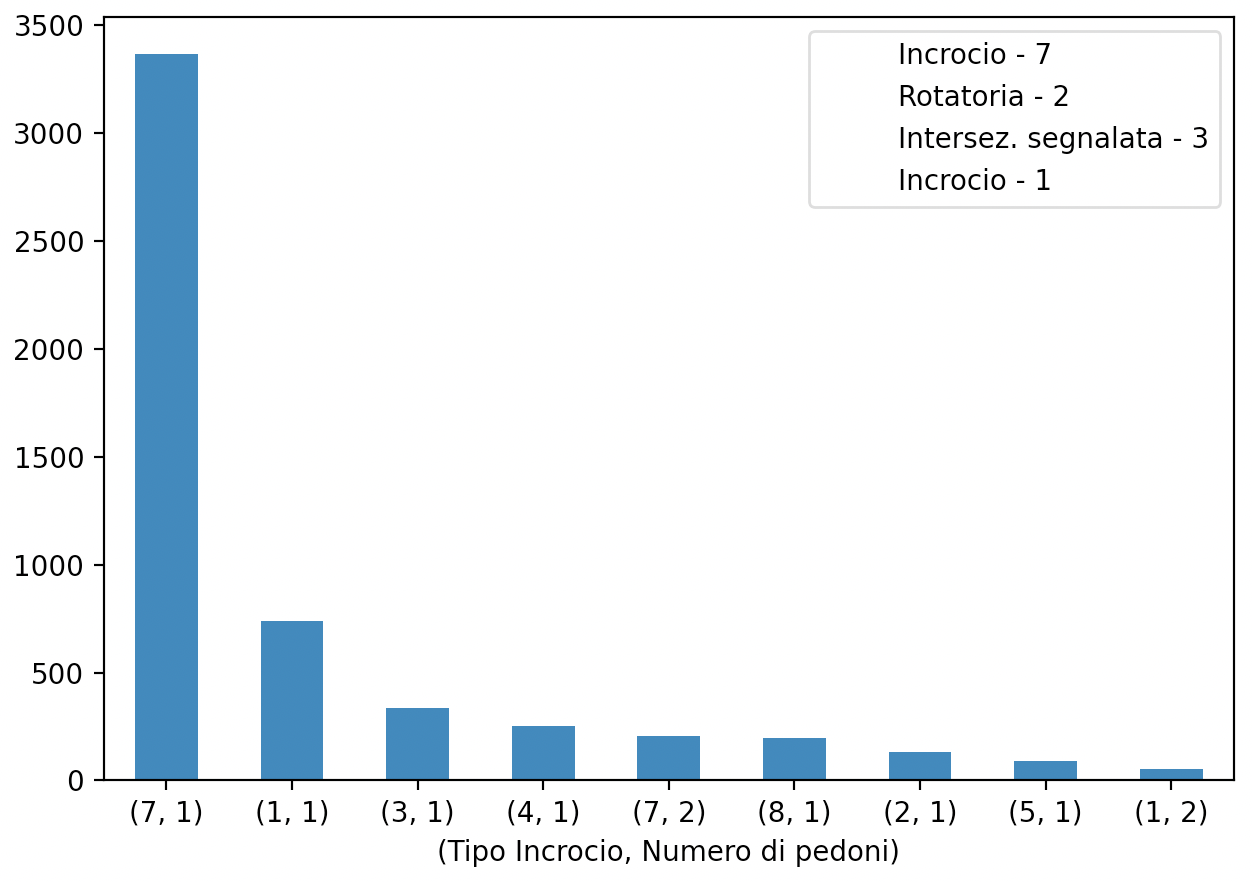 3500
3000
2500
2000
1500
1000
500
0
Incrocio - 7
Rotatoria - 2
Intersez. segnalata - 3
Incrocio - 1
(7, 1) (1, 1) (3, 1) (4, 1) (7, 2) (8, 1) (2, 1) (5, 1) (1, 2)
(Tipo Incrocio, Numero di pedoni)